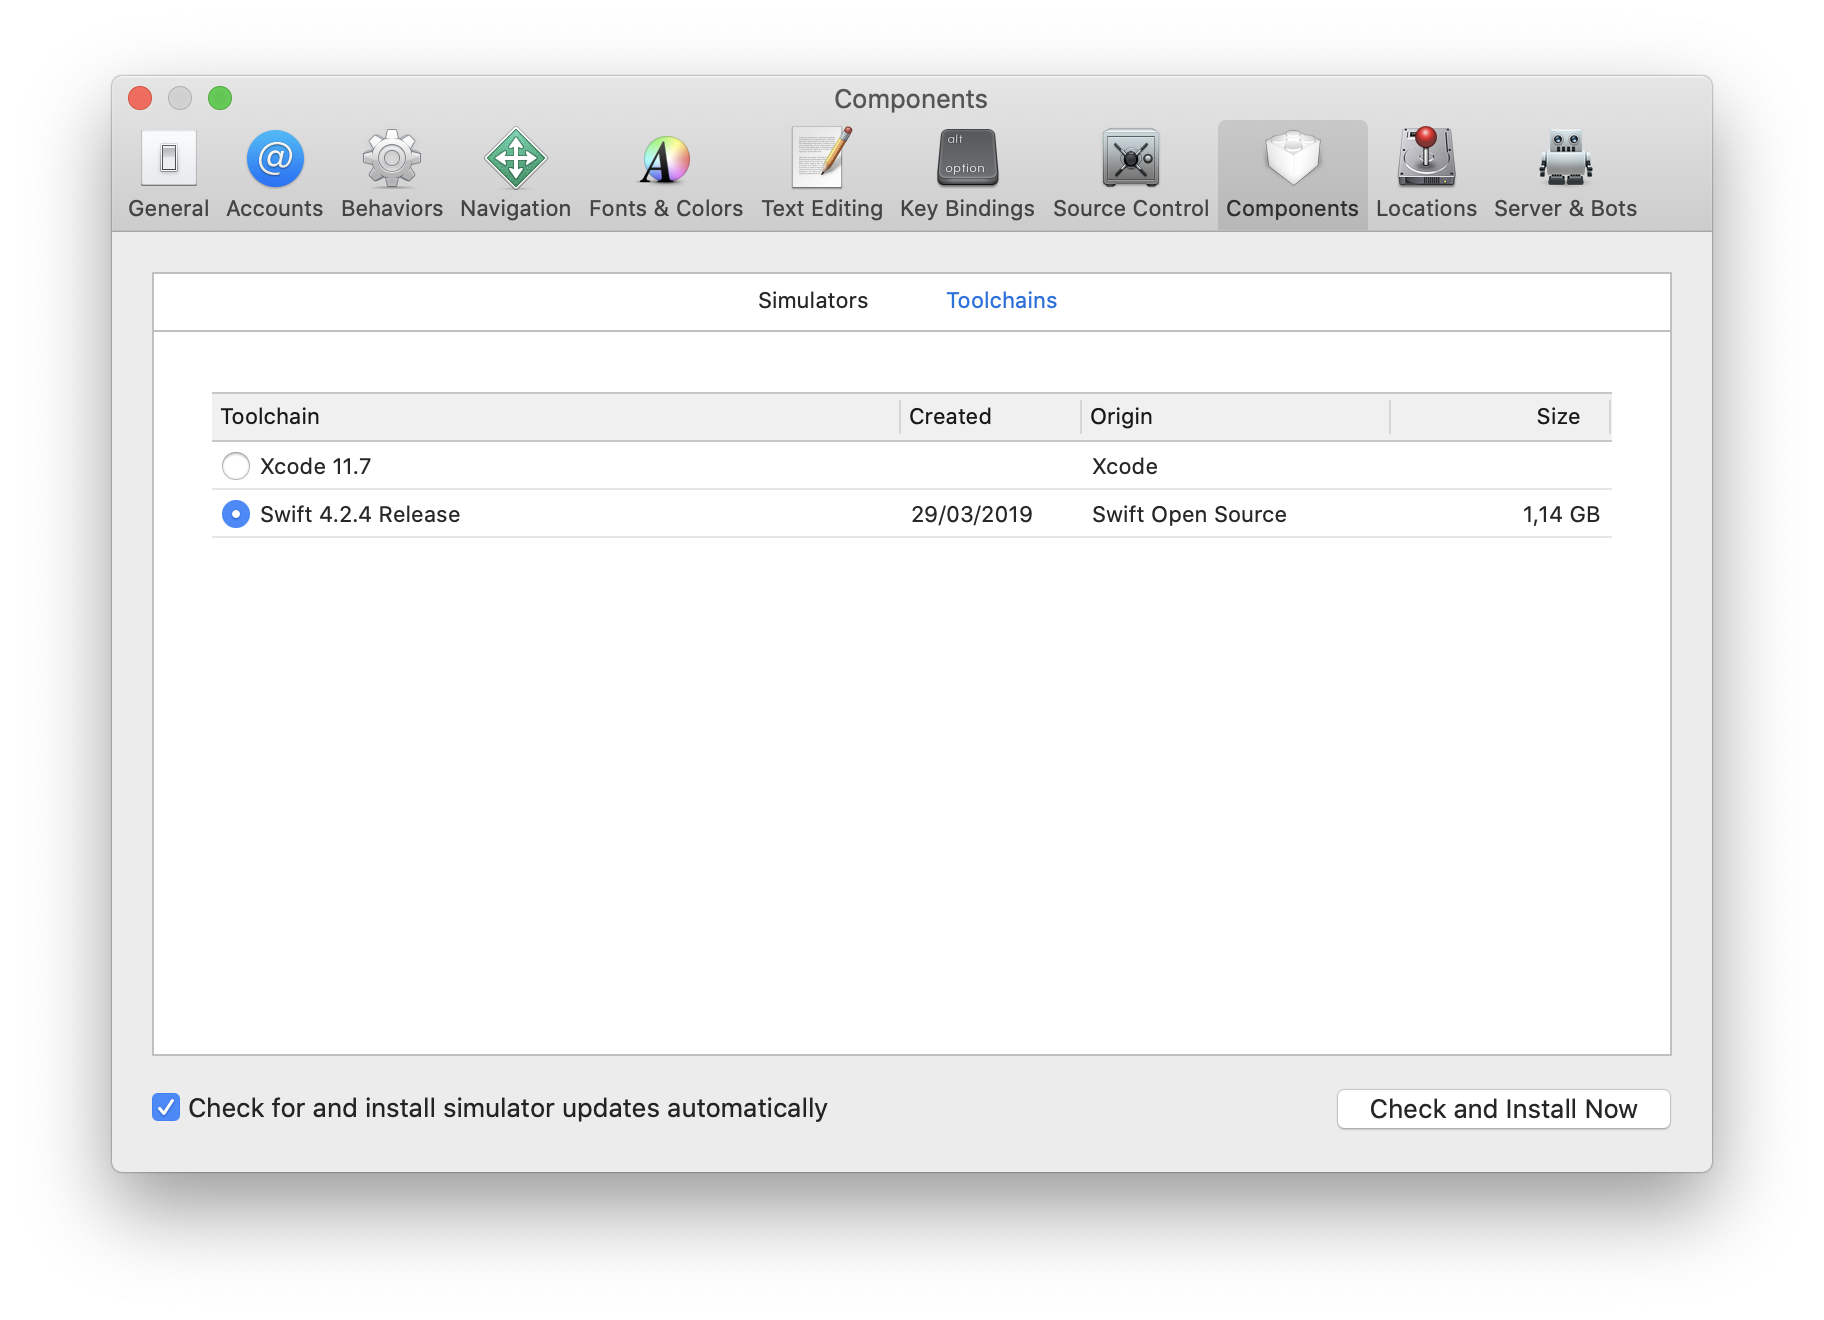 Components
General Accounts Behaviors Navigation Fonts & Colors Text Editing alt option Key Bindings Source Control Components Locations Server & Bots
Simulators Toolchains
Toolchain Created Origin Size
Xcode 11.7 Xcode
Swift 4.2.4 Release 29/03/2019 Swift Open Source 1,14 GB
Check for and install simulator updates automatically Check and Install Now